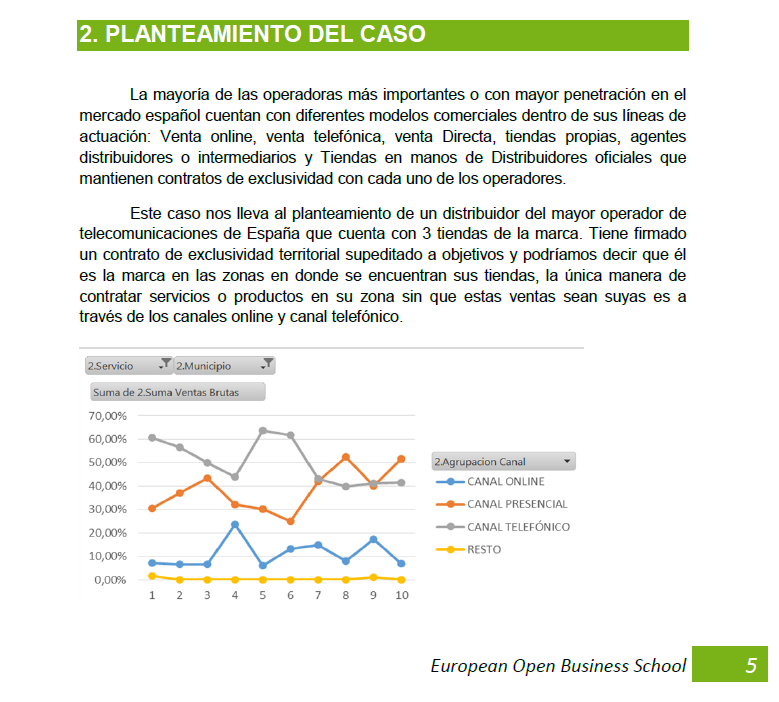 2. PLANTEAMIENTO DEL CASO
La mayoría de las operadoras más importantes o con mayor penetración en el
mercado español cuentan con diferentes modelos comerciales dentro de sus líneas de
actuación: Venta online, venta telefónica, venta Directa, tiendas propias, agentes
distribuidores o intermediarios y Tiendas en manos de Distribuidores oficiales que
mantienen contratos de exclusividad con cada uno de los operadores.
Este caso nos lleva al planteamiento de un distribuidor del mayor operador de
telecomunicaciones de España que cuenta con 3 tiendas de la marca. Tiene firmado
un contrato de exclusividad territorial supeditado a objetivos y podríamos decir que él
es la marca en las zonas en donde se encuentran sus tiendas, la única manera de
contratar servicios o productos en su zona sin que estas ventas sean suyas es a
través de los canales online y canal telefónico.
2.Servicio 2.Municipio
Suma de 2.Suma Ventas Brutas
70,00%
60,00%
50,00%
40,00%
30,00%
20,00%
10,00%
0,00%
1 2 3 4 5 6 7 8 9 10
2.Agrupacion Canal
CANAL ONLINE
CANAL PRESENCIAL
CANAL TELEFÓNICO
RESTO
European Open Business School 5